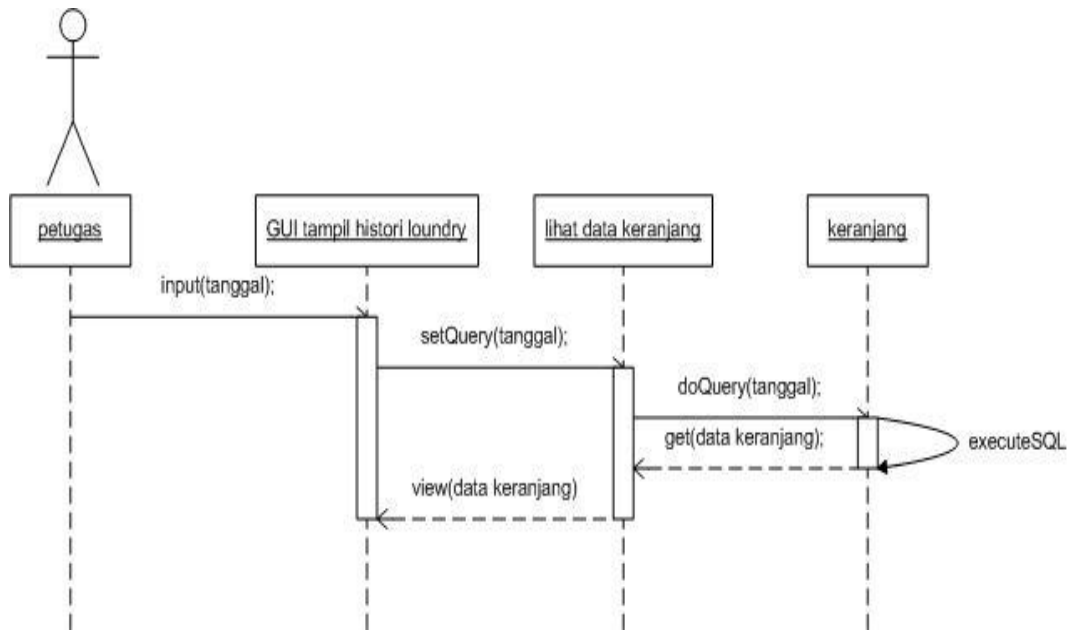 petugas
GUI tampil histori loundry
lihat data keranjang
keranjang
input(tanggal);
setQuery(tanggal);
doQuery(tanggal);
get(data keranjang);
executeSQL
view(data keranjang)